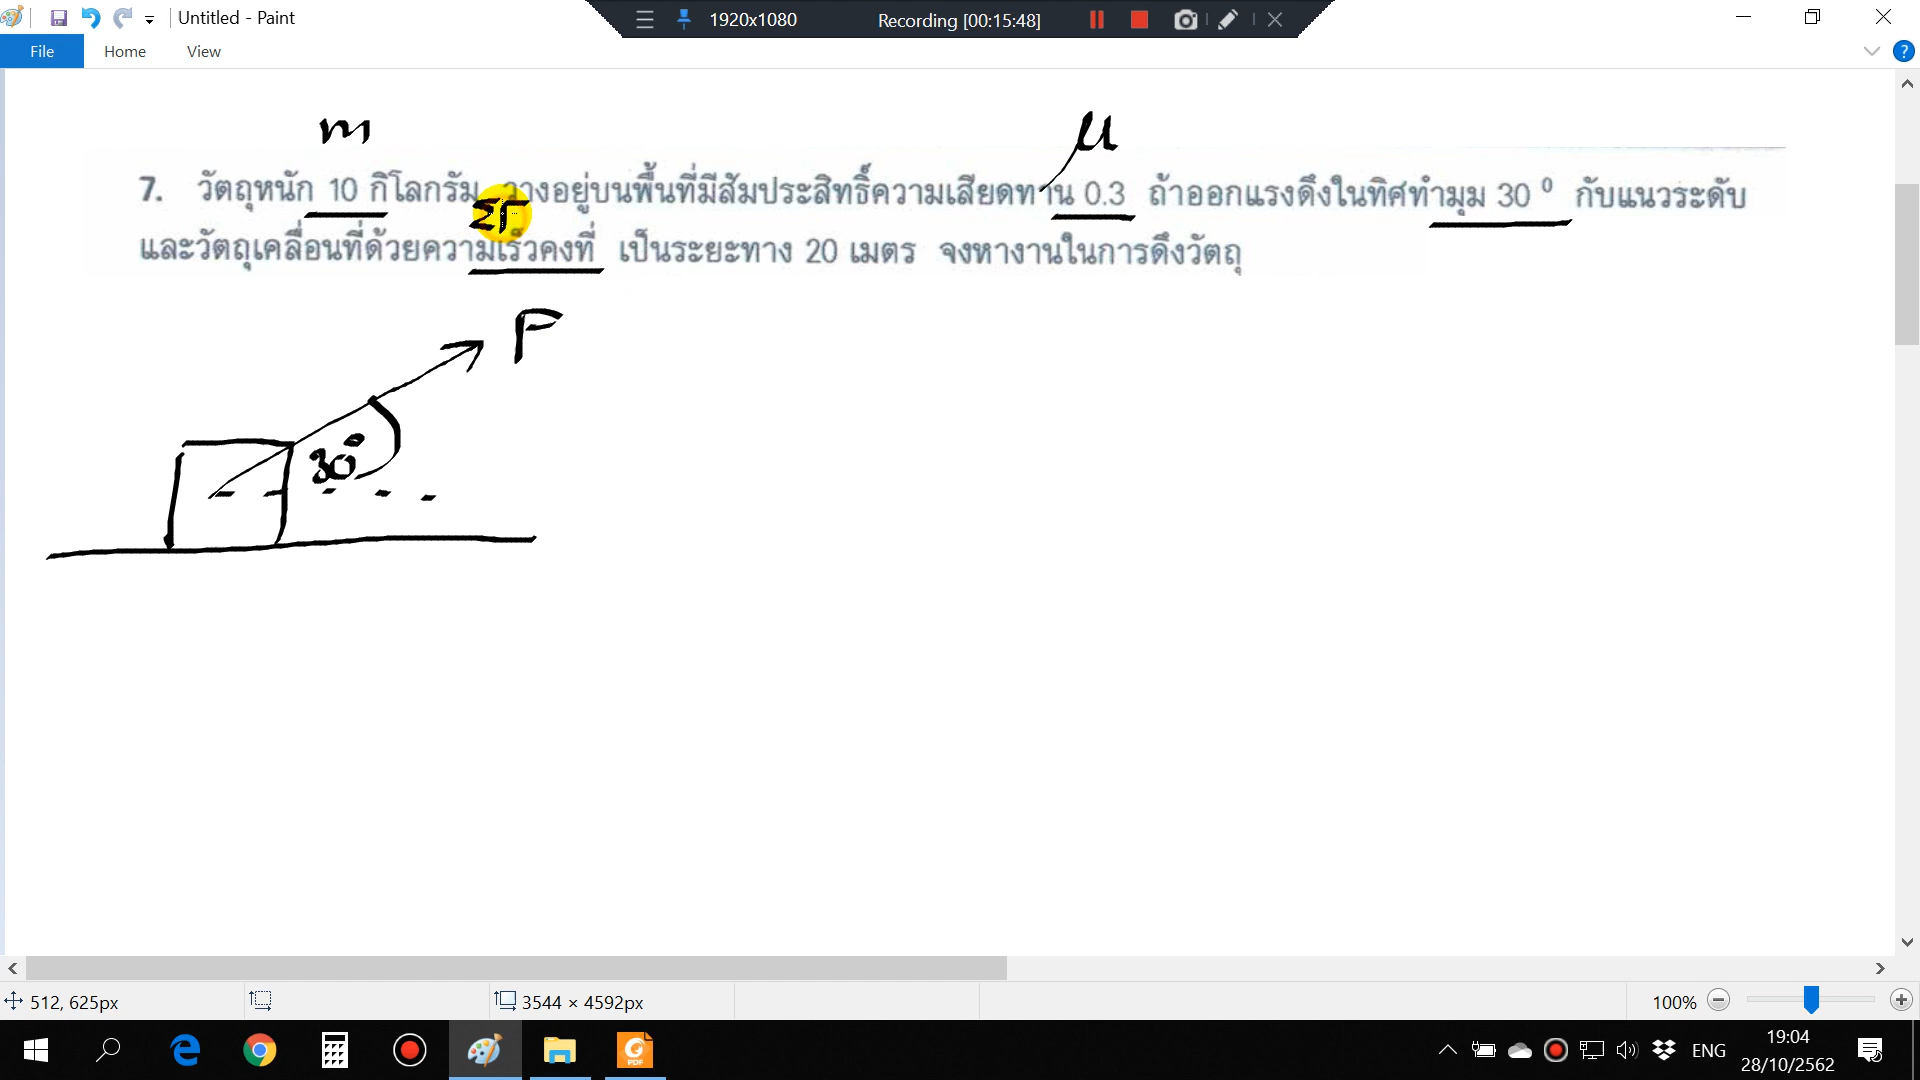 Untitled - Paint
1920x1080
Recording [00:15:48]
File Home View
m
μ
7. วัตถุหนัก 10 กิโลกรัม วางอยู่บนพื้นที่มีสัมประสิทธิ์ความเสียดทาน 0.3 ถ้าออกแรงดึงในทิศทำมุม 30 ⁰ กับแนวระดับ
และวัตถุเคลื่อนที่ด้วยความเร็วคงที่ เป็นระยะทาง 20 เมตร จงหางานในการดึงวัตถุ
F
30°
512, 625px
3544 × 4592px
100%
PDF
ENG
19:04
28/10/2562